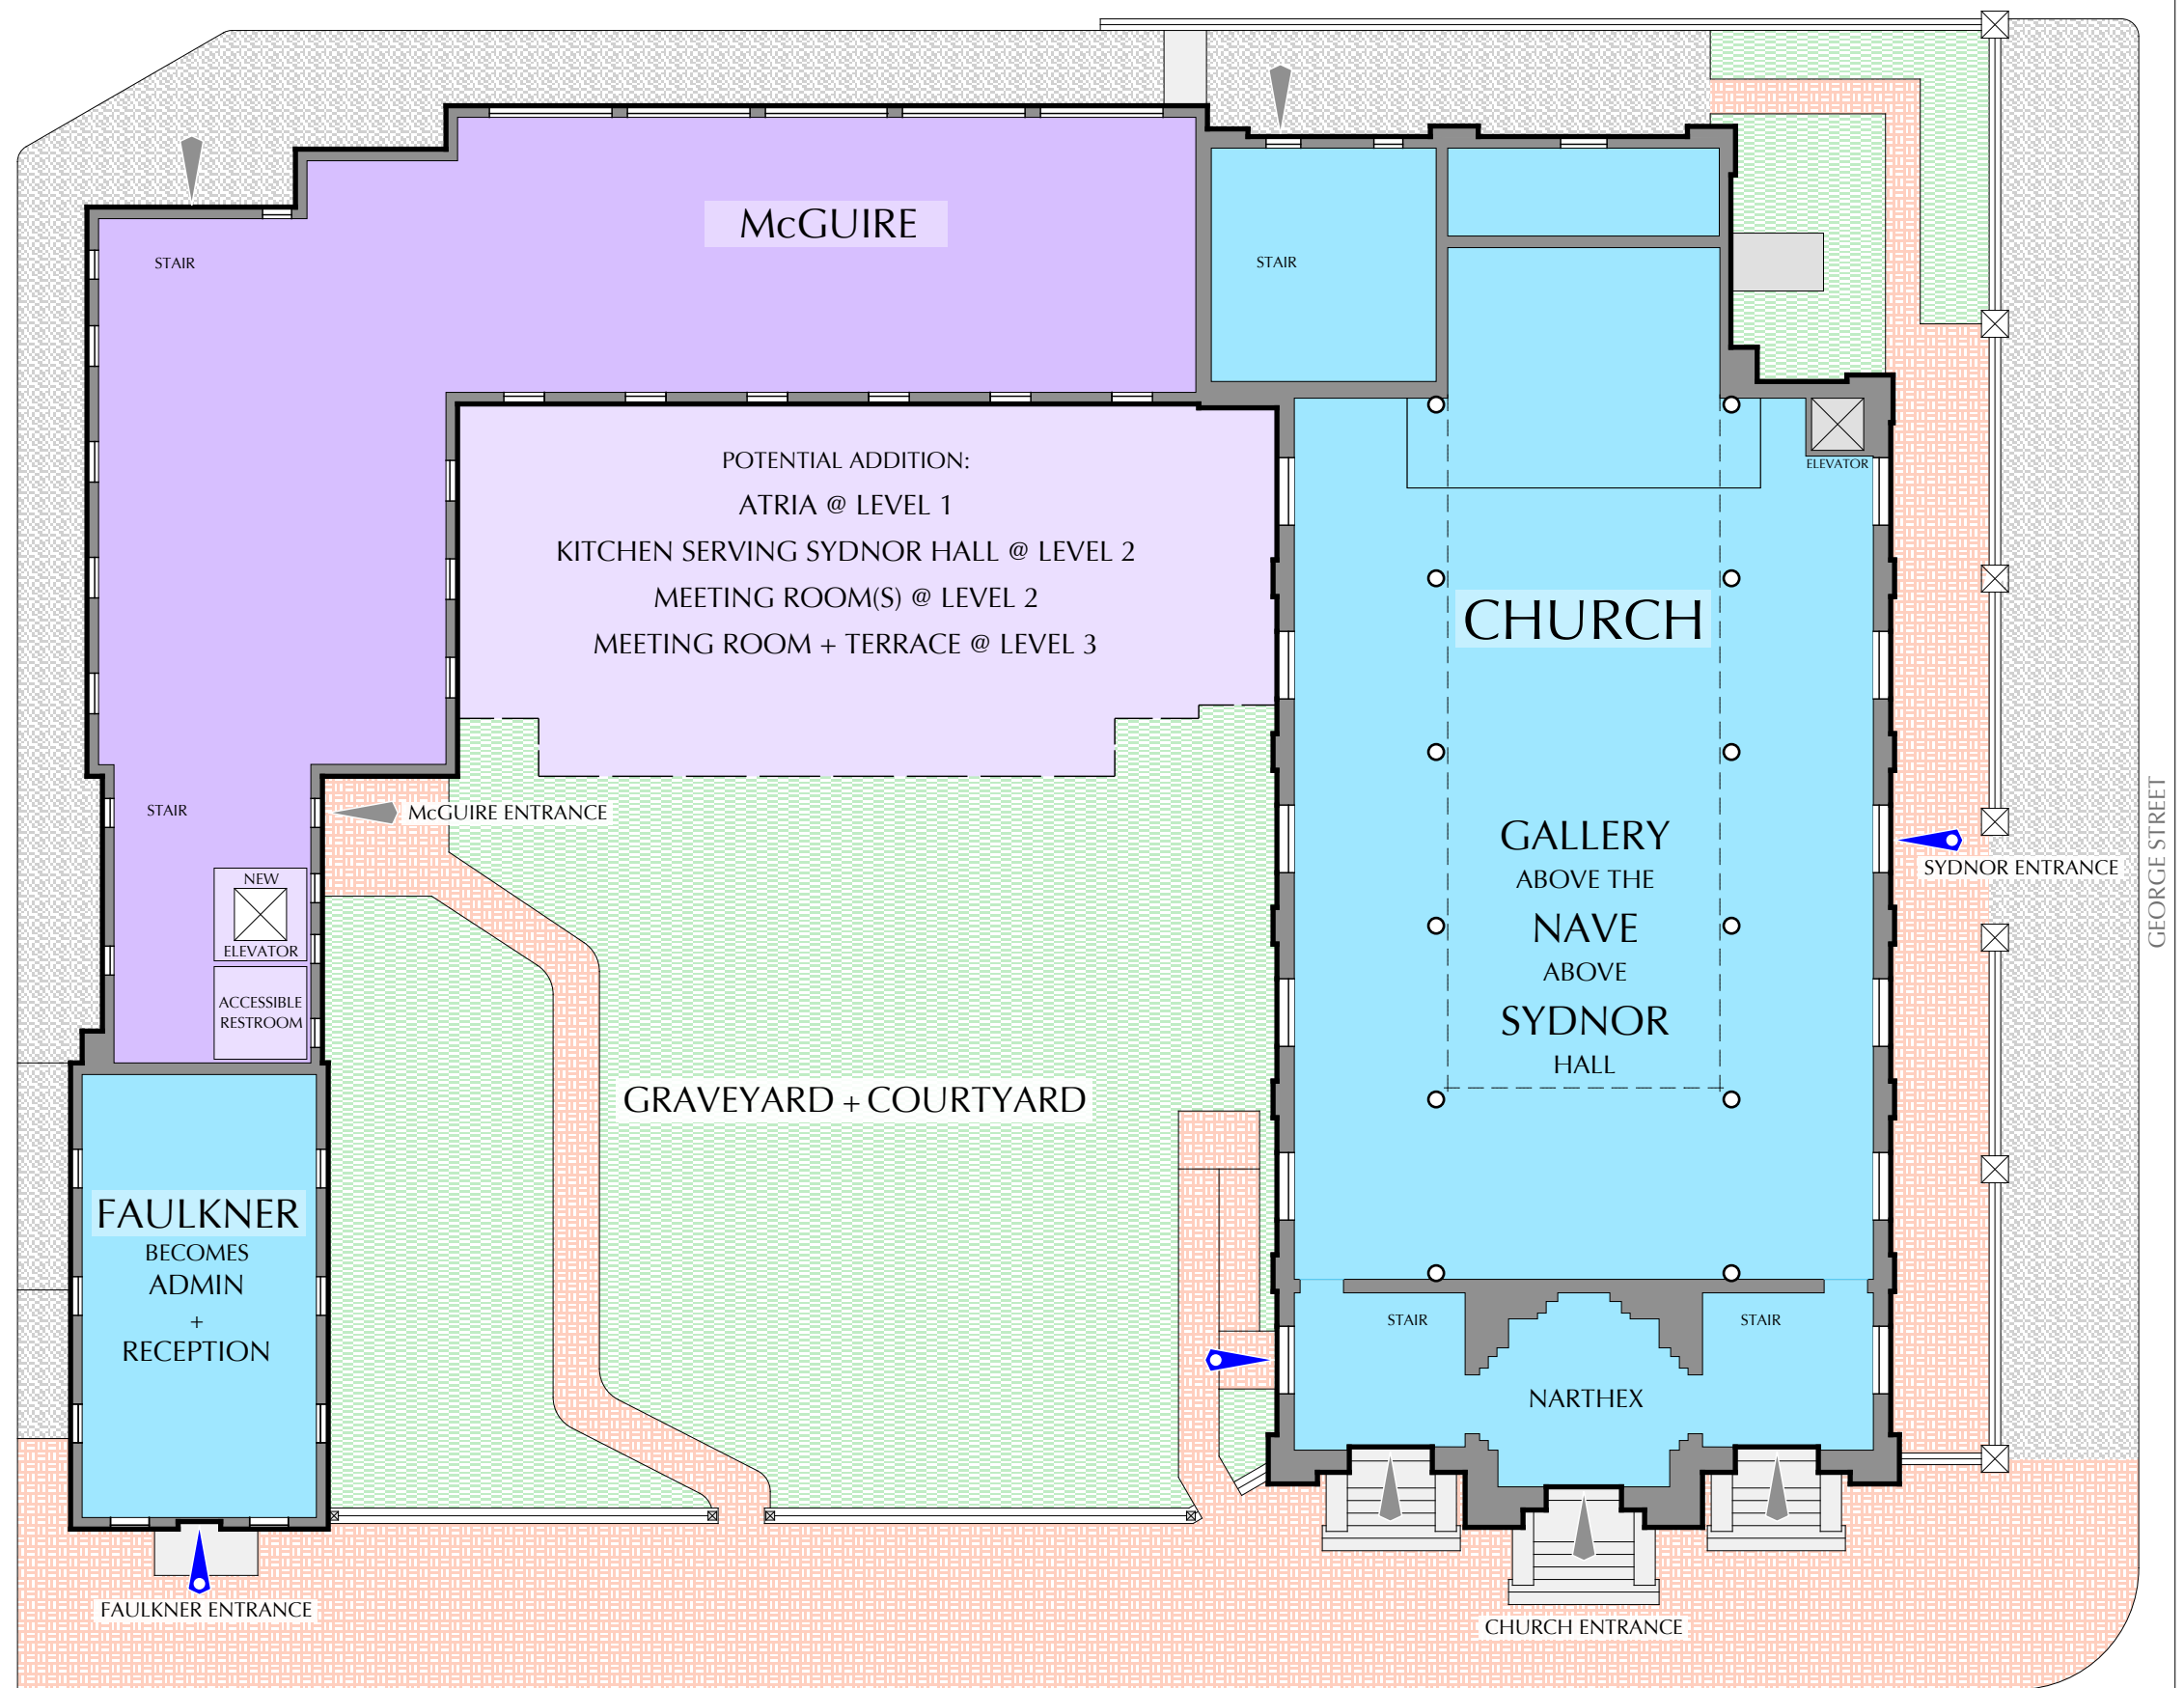 McGUIRE
STAIR
STAIR
POTENTIAL ADDITION:
ATRIA @ LEVEL 1
KITCHEN SERVING SYDNOR HALL @ LEVEL 2
MEETING ROOM(S) @ LEVEL 2
MEETING ROOM + TERRACE @ LEVEL 3
ELEVATOR
CHURCH
STAIR
McGUIRE ENTRANCE
GALLERY
ABOVE THE
NAVE
ABOVE
SYDNOR
HALL
SYDNOR ENTRANCE
GEORGE STREET
NEW
ELEVATOR
ACCESSIBLE
RESTROOM
GRAVEYARD + COURTYARD
FAULKNER
BECOMES
ADMIN
+
RECEPTION
STAIR
STAIR
NARTHEX
FAULKNER ENTRANCE
CHURCH ENTRANCE